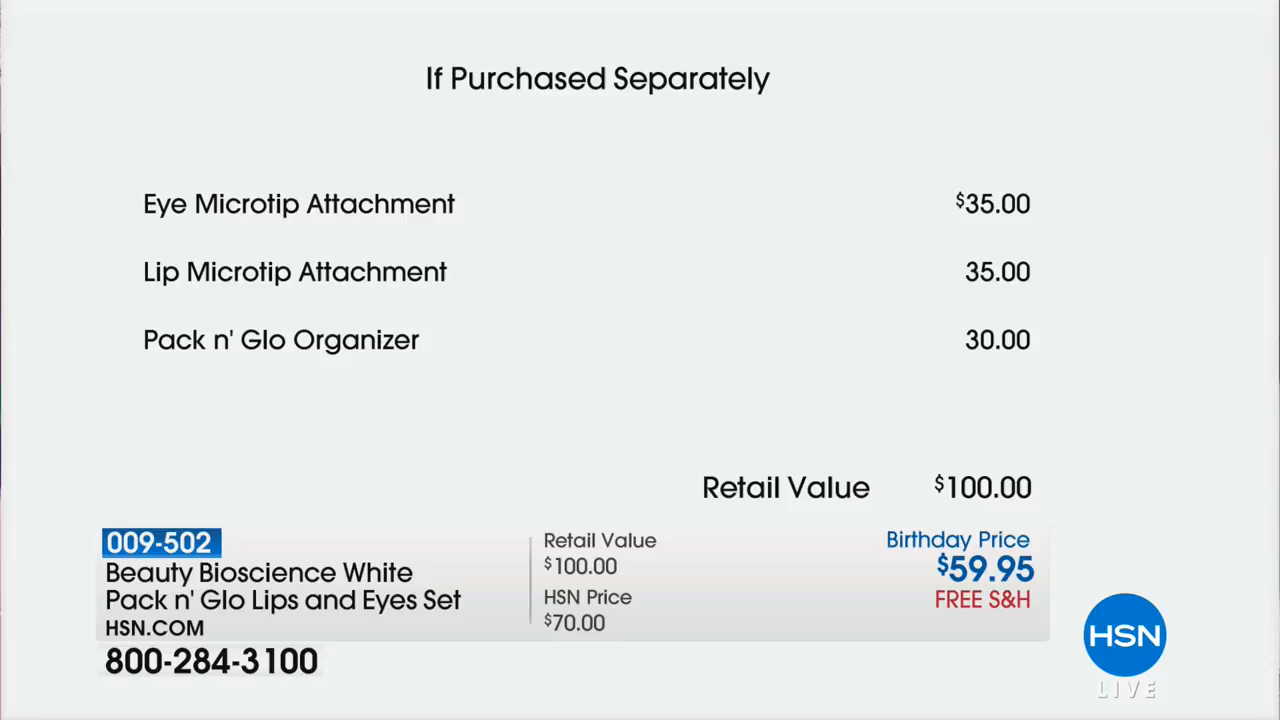 If Purchased Separately
Eye Microtip Attachment $35.00
Lip Microtip Attachment 35.00
Pack n' Glo Organizer 30.00
Retail Value $100.00
009-502
Beauty Bioscience White
Pack n' Glo Lips and Eyes Set
HSN.COM
800-284-3100
Retail Value
$100.00
HSN Price
$70.00
Birthday Price
$59.95
FREE S&H
HSN
LIVE